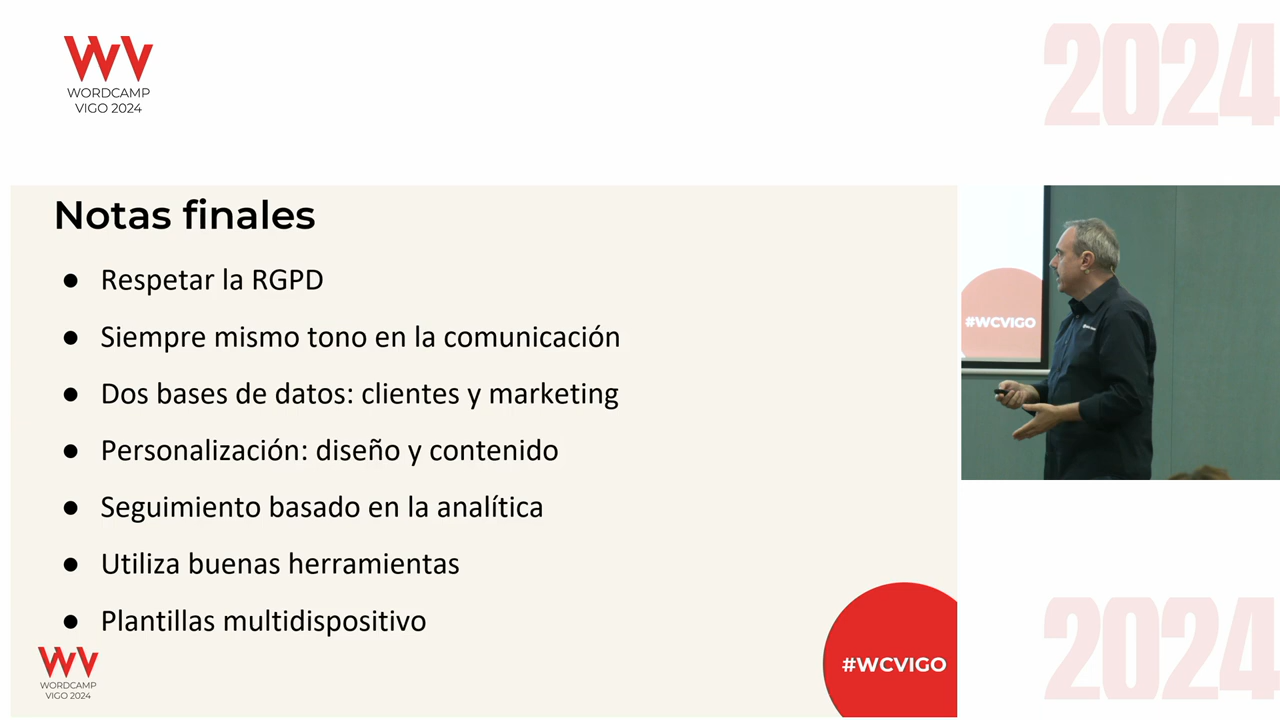 WORDCAMP
VIGO 2024
2024
Notas finales
● Respetar la RGPD
● Siempre mismo tono en la comunicación
● Dos bases de datos: clientes y marketing
● Personalización: diseño y contenido
● Seguimiento basado en la analítica
● Utiliza buenas herramientas
● Plantillas multidispositivo
WORDCAMP
VIGO 2024
#WCVIGO
#WCVIGO
2024